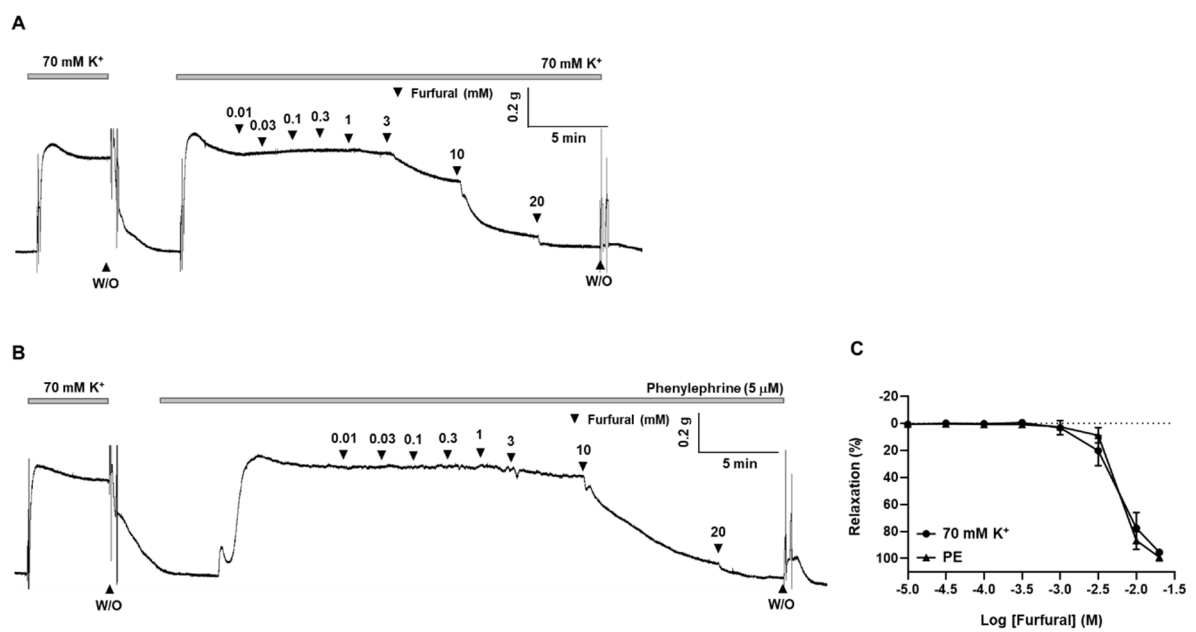 A
70 mM K⁺
70 mM K⁺
▼ Furfural (mM)
0.2 g
5 min
0.01
0.03
0.1
0.3
1
3
10
20
W/O
W/O
B
70 mM K⁺
Phenylephrine (5 μM)
▼ Furfural (mM)
0.2 g
5 min
0.01
0.03
0.1
0.3
1
3
10
20
W/O
W/O
C
-20
0
20
40
60
80
100
Relaxation (%)
70 mM K⁺
PE
-5.0 -4.5 -4.0 -3.5 -3.0 -2.5 -2.0 -1.5
Log [Furfural] (M)